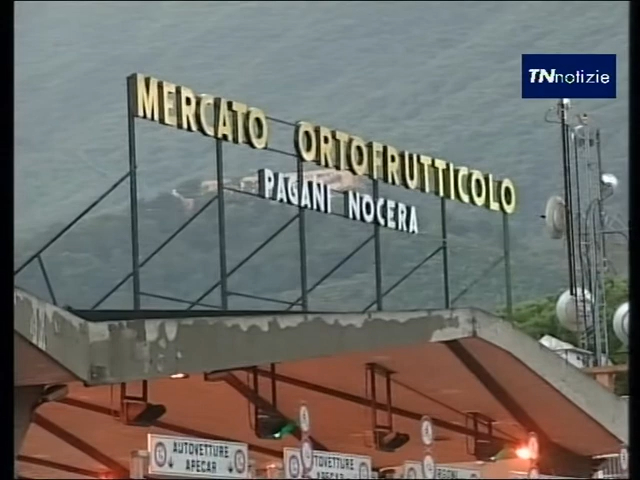 TNnotizie
MERCATO ORTOFRUTTICOLO
PAGANI NOCERA
AUTOVETTURE
APECAR
AUTOVETTURE
APECAR